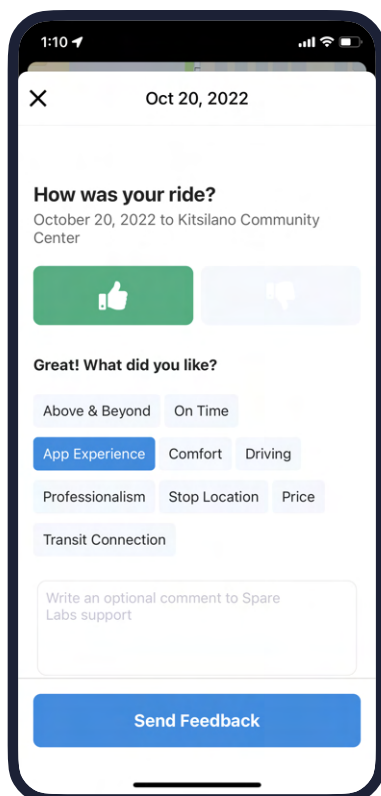 1:10
Oct 20, 2022
How was your ride?
October 20, 2022 to Kitsilano Community
Center
Great! What did you like?
Above & Beyond On Time
App Experience Comfort Driving
Professionalism Stop Location Price
Transit Connection
Write an optional comment to Spare
Labs support
Send Feedback